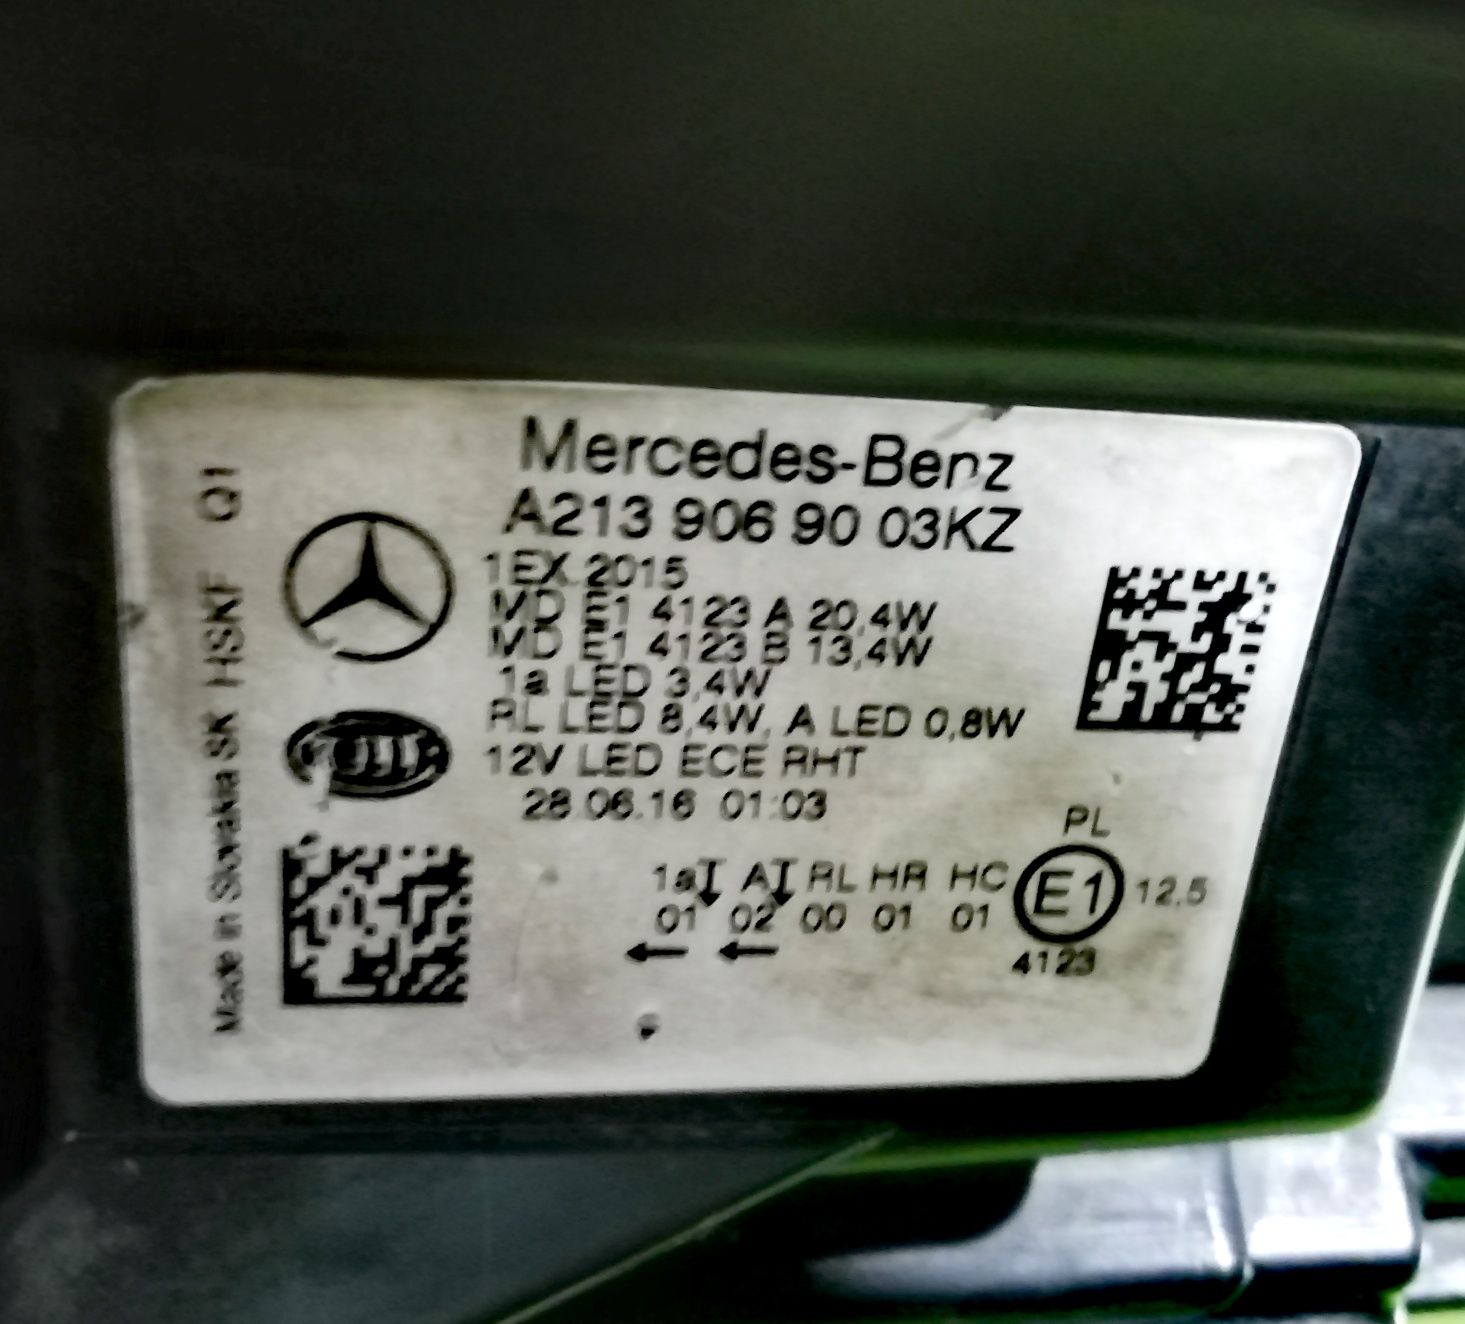 Mercedes-Benz
A213 906 90 03KZ
1EX 2015
MD E1 4123 A 20,4W
MD E1 4123 B 13,4W
1a LED 3,4W
RL LED 8,4W, A LED 0,8W
12V LED ECE RHT
28.06.16 01:03
Made in Slovakia SK HSKF Q1
PL
1a A RL HR HC E1 12,5
01 02 00 01 01
← ←
4123